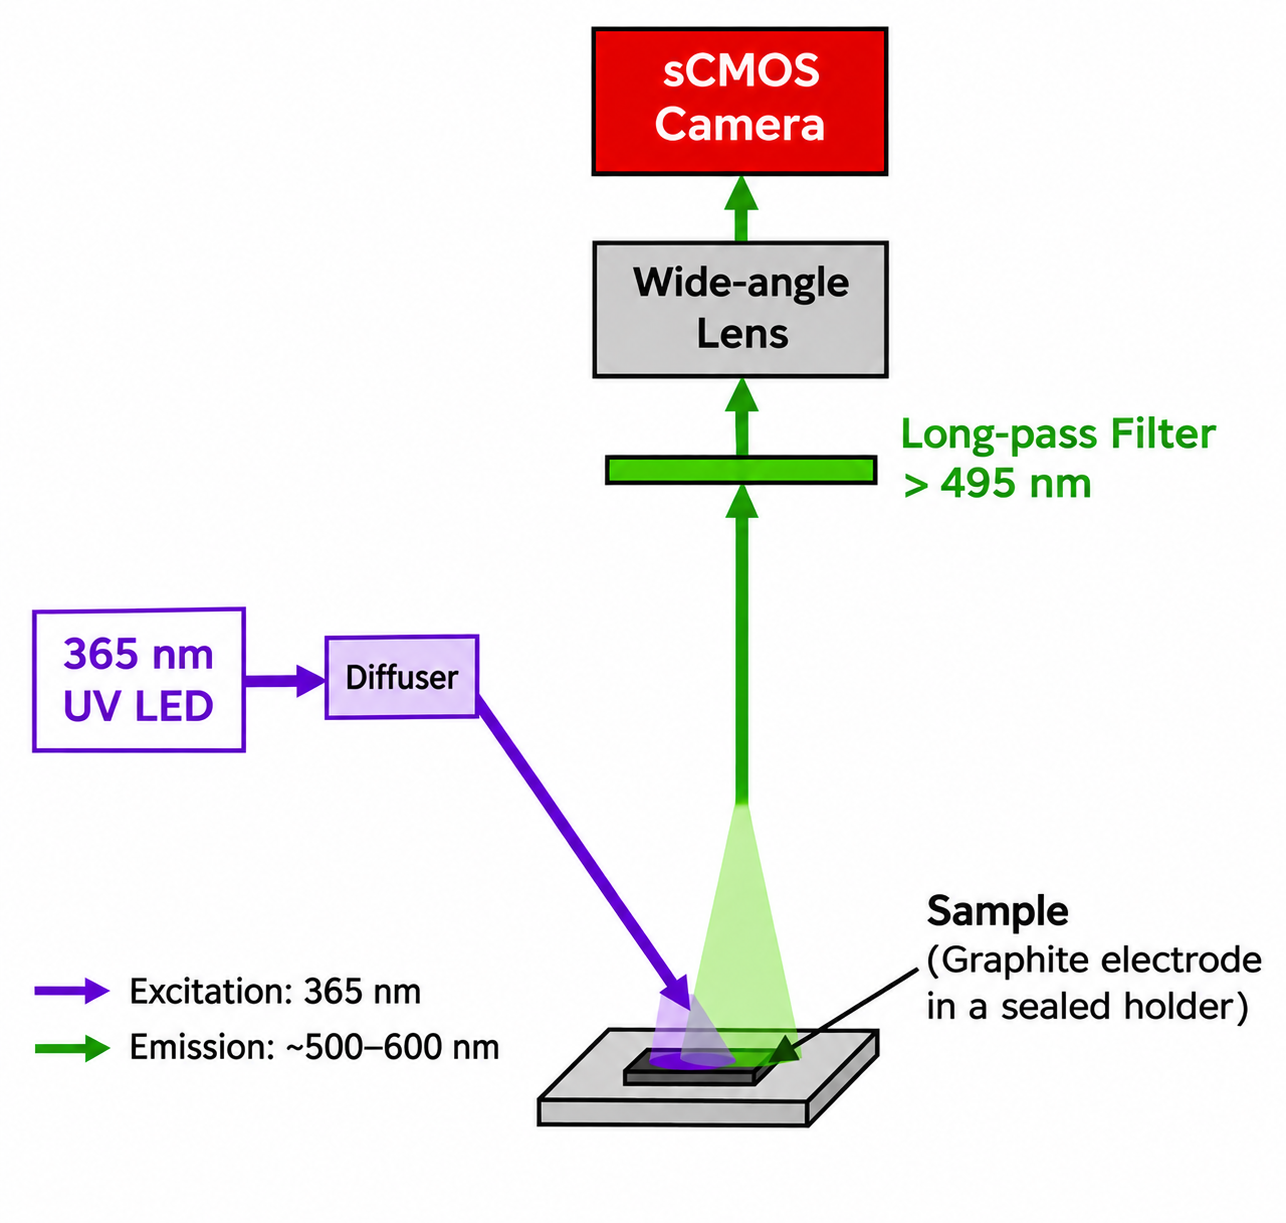 sCMOS
Camera
Wide-angle
Lens
Long-pass Filter
> 495 nm
365 nm
UV LED
Diffuser
Sample
(Graphite electrode
in a sealed holder)
Excitation: 365 nm
Emission: ~500–600 nm